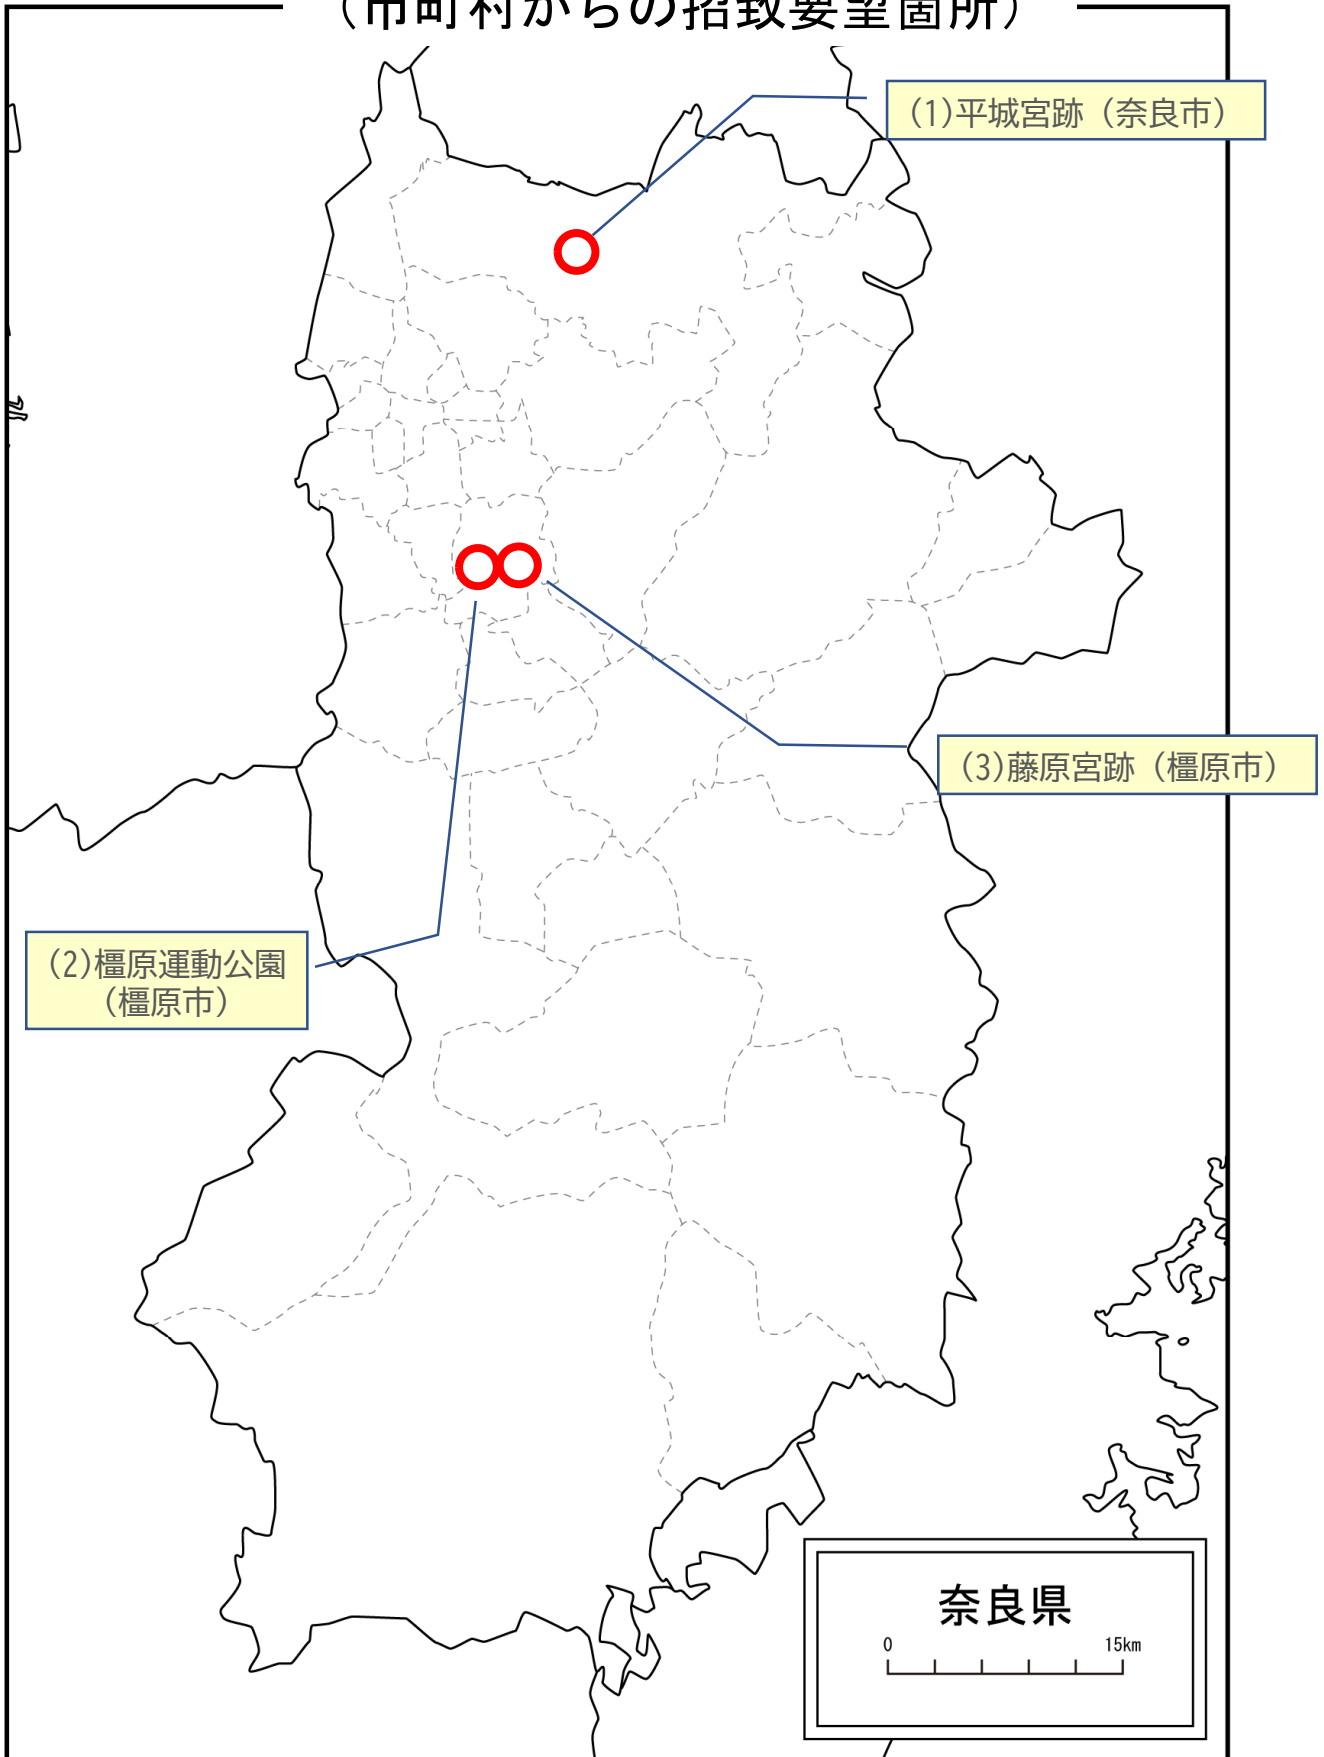 （市町村からの招致要望箇所）
(1)平城宮跡（奈良市）
(3)藤原宮跡（橿原市）
(2)橿原運動公園
（橿原市）
奈良県
0 15km